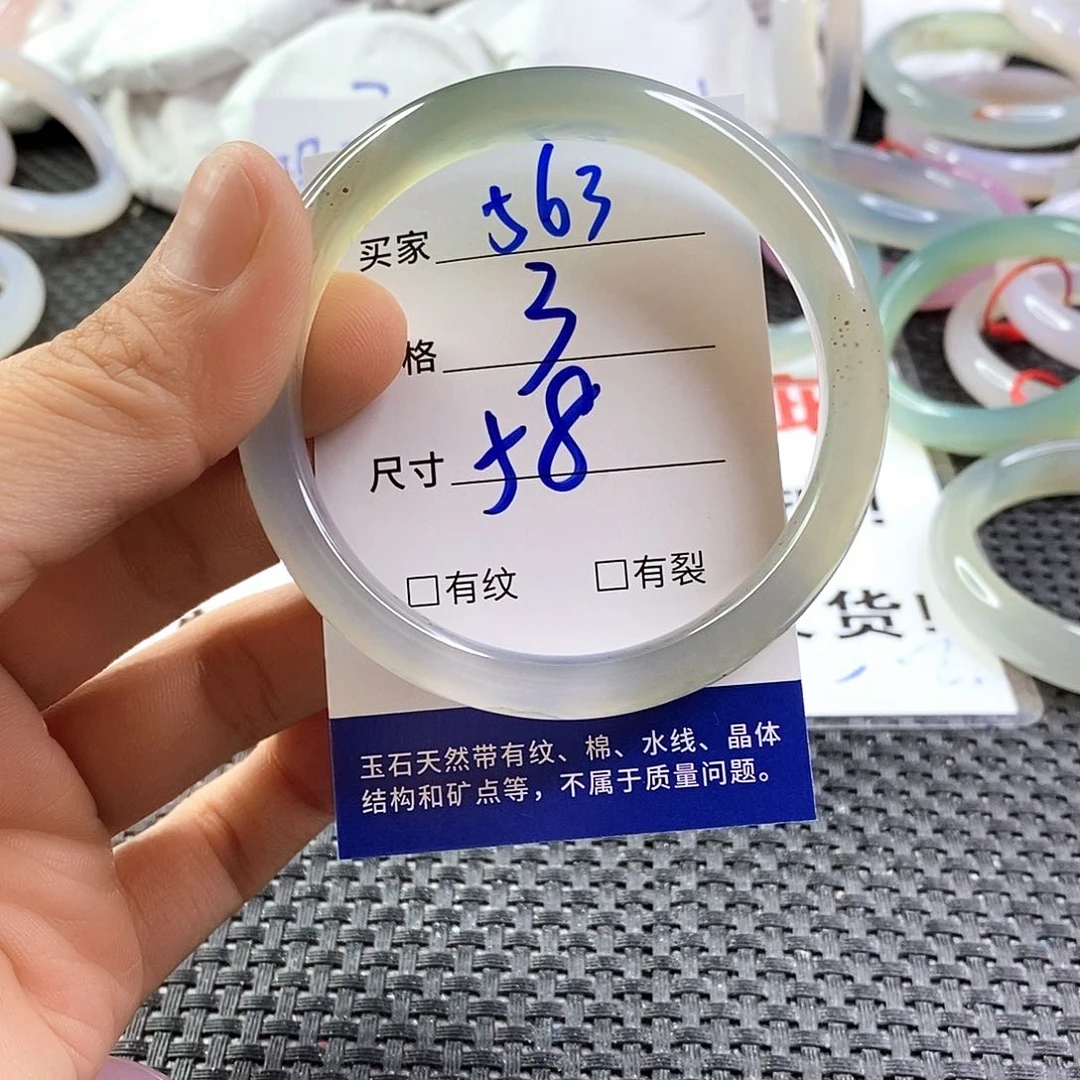 买家 563
格 3
尺寸 58
□有纹 □有裂
玉石天然带有纹、棉、水线、晶体
结构和矿点等，不属于质量问题。
货！